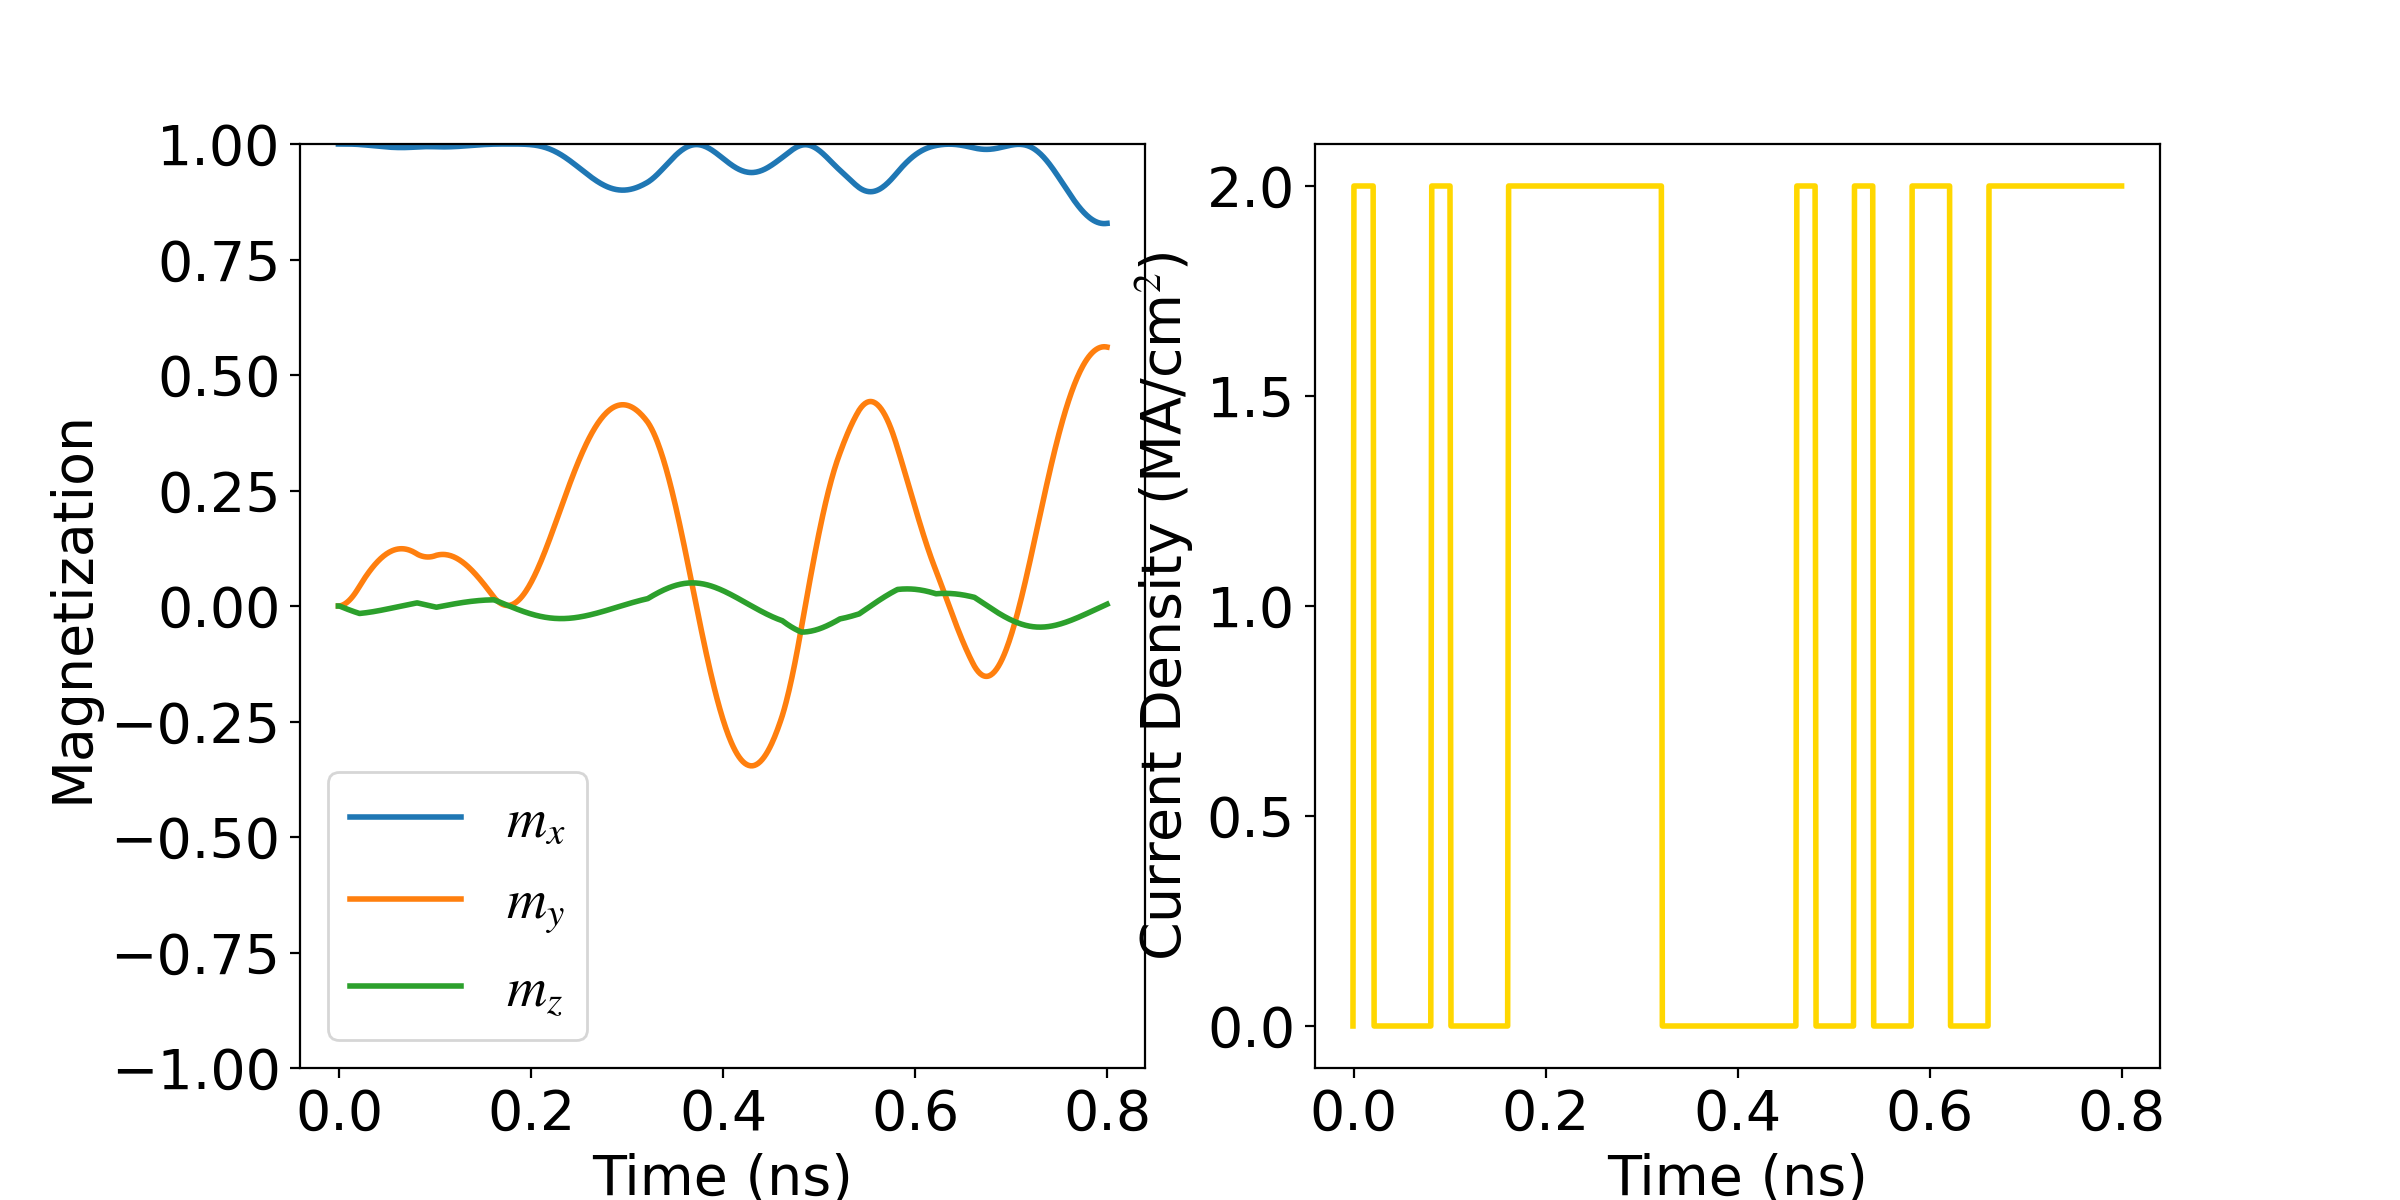 Magnetization
1.00
0.75
0.50
0.25
0.00
−0.25
−0.50
−0.75
−1.00
m_x
m_y
m_z
0.0 0.2 0.4 0.6 0.8
Time (ns)
Current Density (MA/cm²)
2.0
1.5
1.0
0.5
0.0
0.0 0.2 0.4 0.6 0.8
Time (ns)